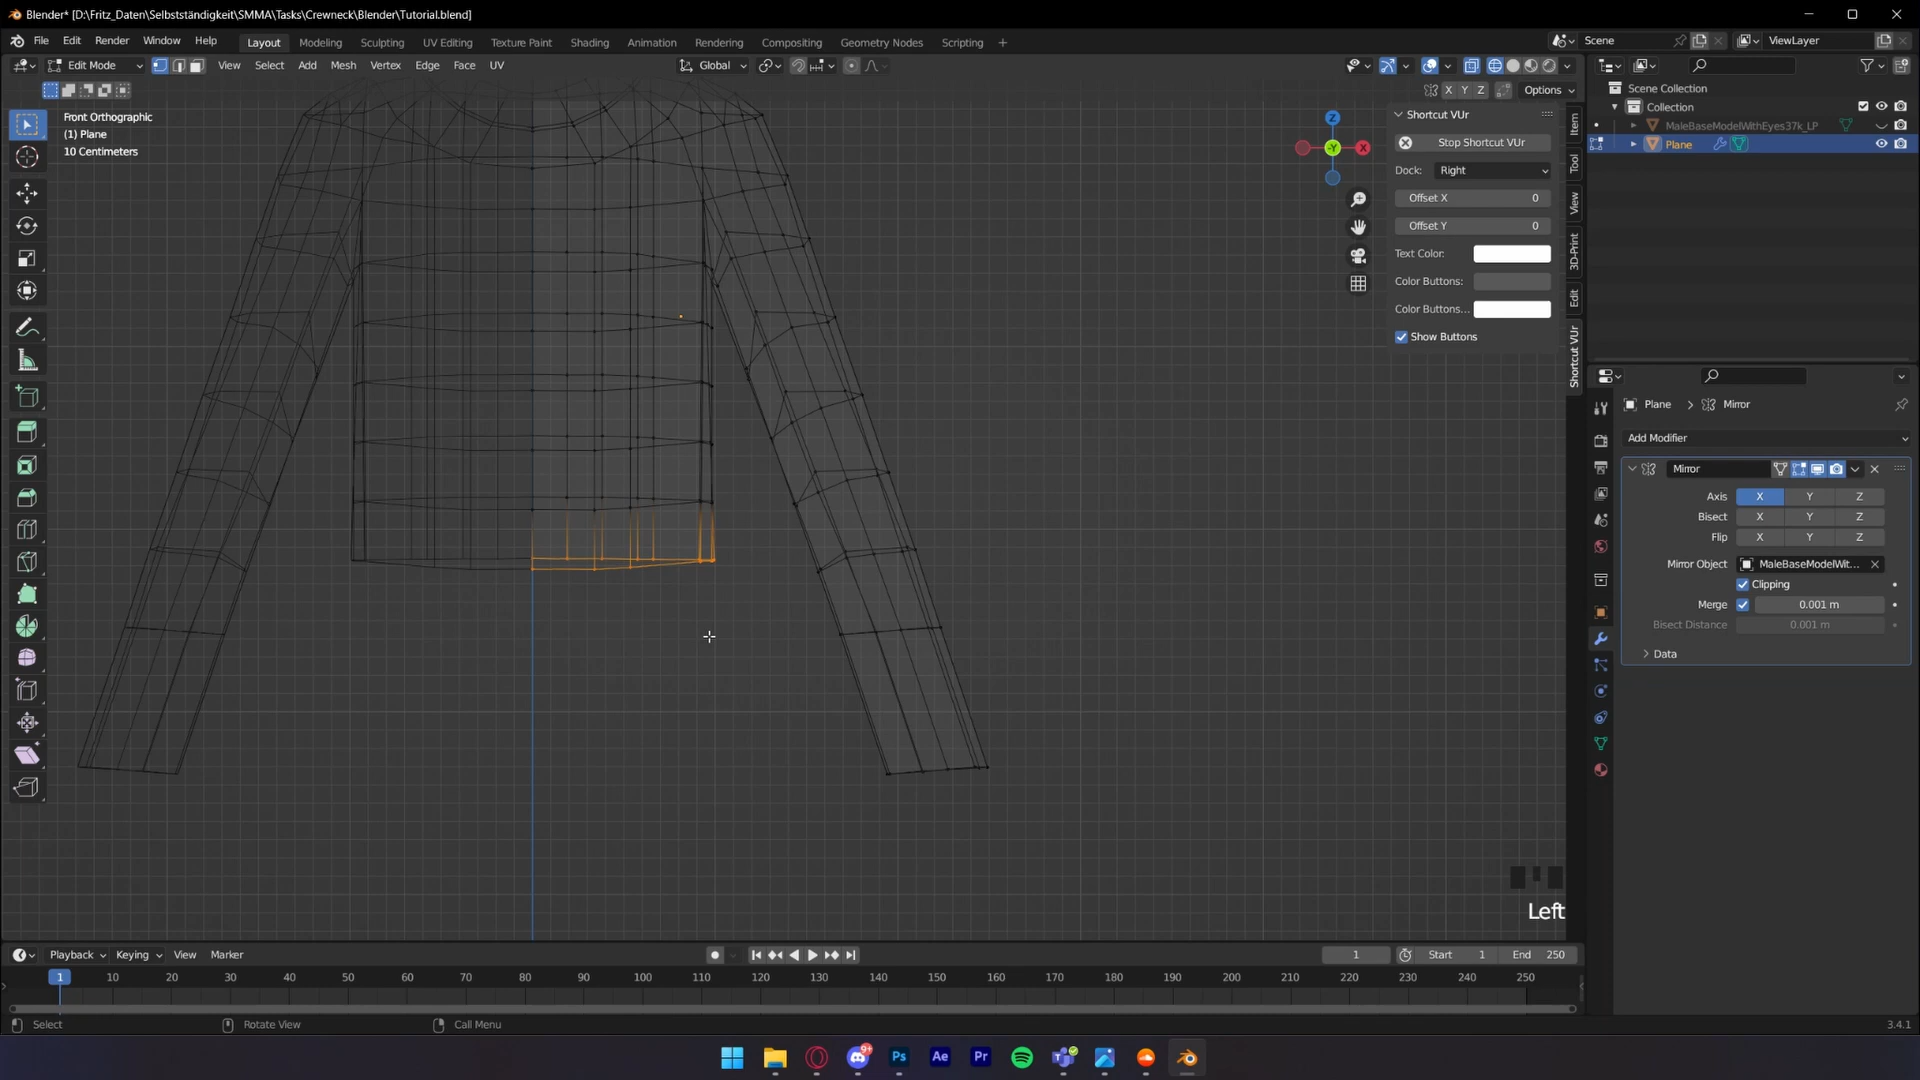 Blender* [D:\Fritz_Daten\Selbstständigkeit\SMMA\Tasks\Crewneck\Blender\Tutorial.blend]
File Edit Render Window Help Layout Modeling Sculpting UV Editing Texture Paint Shading Animation Rendering Compositing Geometry Nodes Scripting + Scene ViewLayer
Edit Mode View Select Add Mesh Vertex Edge Face UV Global
X Y Z Options
Front Orthographic
(1) Plane
10 Centimeters
Z
-Y X
Shortcut VUr
Stop Shortcut VUr
Dock: Right
Offset X 0
Offset Y 0
Text Color:
Color Buttons:
Color Buttons...
Show Buttons
Item
Tool
View
3D-Print
Edit
Shortcut VUr
Scene Collection
Collection
MaleBaseModelWithEyes37k_LP
Plane
Plane Mirror
Add Modifier
Mirror
Axis X Y Z
Bisect X Y Z
Flip X Y Z
Mirror Object MaleBaseModelWit...
Clipping
Merge 0.001 m
Bisect Distance 0.001 m
Data
Left
Playback Keying View Marker 1 Start 1 End 250
1 10 20 30 40 50 60 70 80 90 100 110 120 130 140 150 160 170 180 190 200 210 220 230 240 250
Select Rotate View Call Menu 3.4.1
9+ Ps Ae Pr